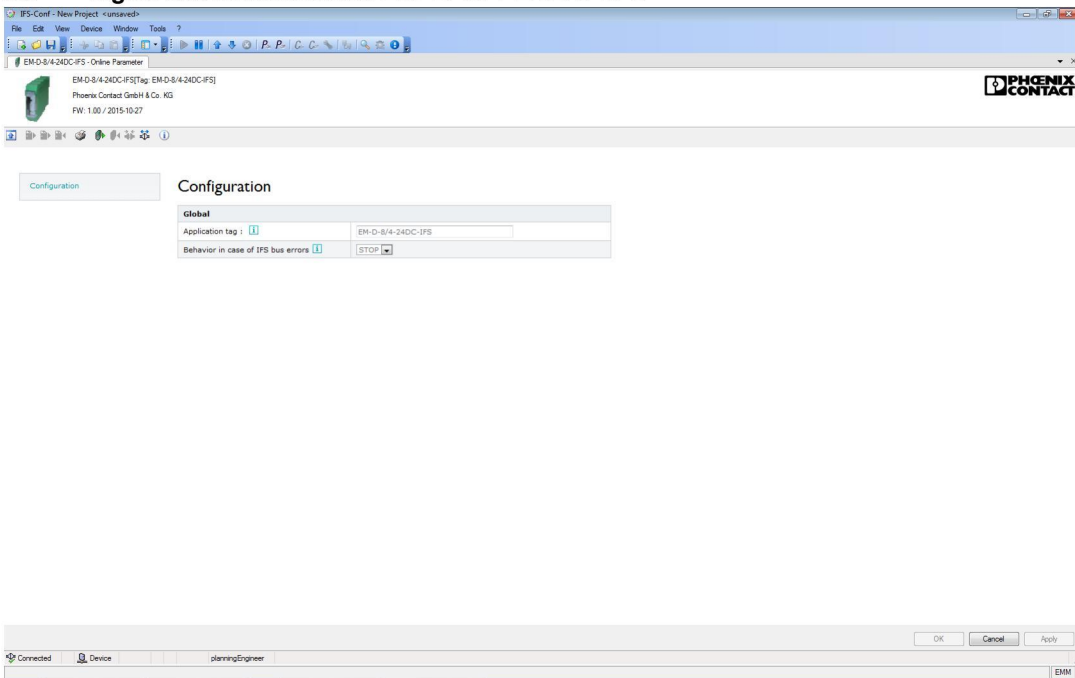 IFS-Conf - New Project <unsaved>
File Edit View Device Window Tools ?
EM-D-8/4-24DC-IFS - Online Parameter
EM-D-8/4-24DC-IFS[Tag: EM-D-8/4-24DC-IFS]
Phoenix Contact GmbH & Co. KG
FW: 1.00 / 2015-10-27
PHŒNIX
CONTACT
Configuration
Configuration
Global
Application tag : EM-D-8/4-24DC-IFS
Behavior in case of IFS bus errors STOP
OK Cancel Apply
Connected Device planningEngineer
EMM